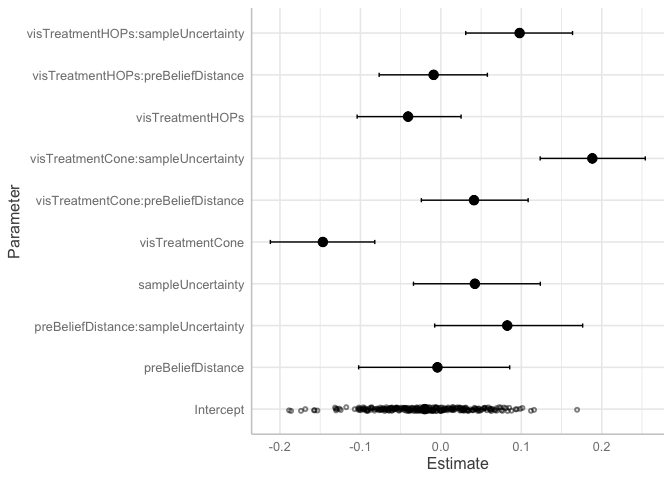 visTreatmentHOPs:sampleUncertainty
visTreatmentHOPs:preBeliefDistance
visTreatmentHOPs
visTreatmentCone:sampleUncertainty
visTreatmentCone:preBeliefDistance
visTreatmentCone
sampleUncertainty
preBeliefDistance:sampleUncertainty
preBeliefDistance
Intercept
Parameter
-0.2 -0.1 0.0 0.1 0.2
Estimate